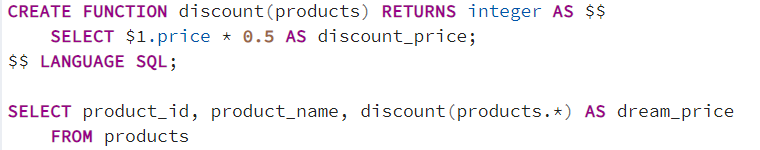 CREATE FUNCTION discount(products) RETURNS integer AS $$
    SELECT $1.price * 0.5 AS discount_price;
$$ LANGUAGE SQL;

SELECT product_id, product_name, discount(products.*) AS dream_price
    FROM products